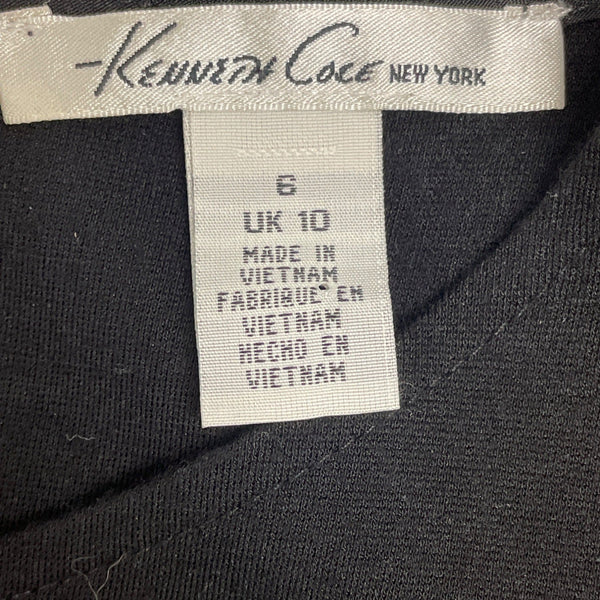 -KENNETH COLE NEW YORK
6
UK 10
MADE IN
VIETNAM
FABRIQUE EN
VIETNAM
HECHO EN
VIETNAM